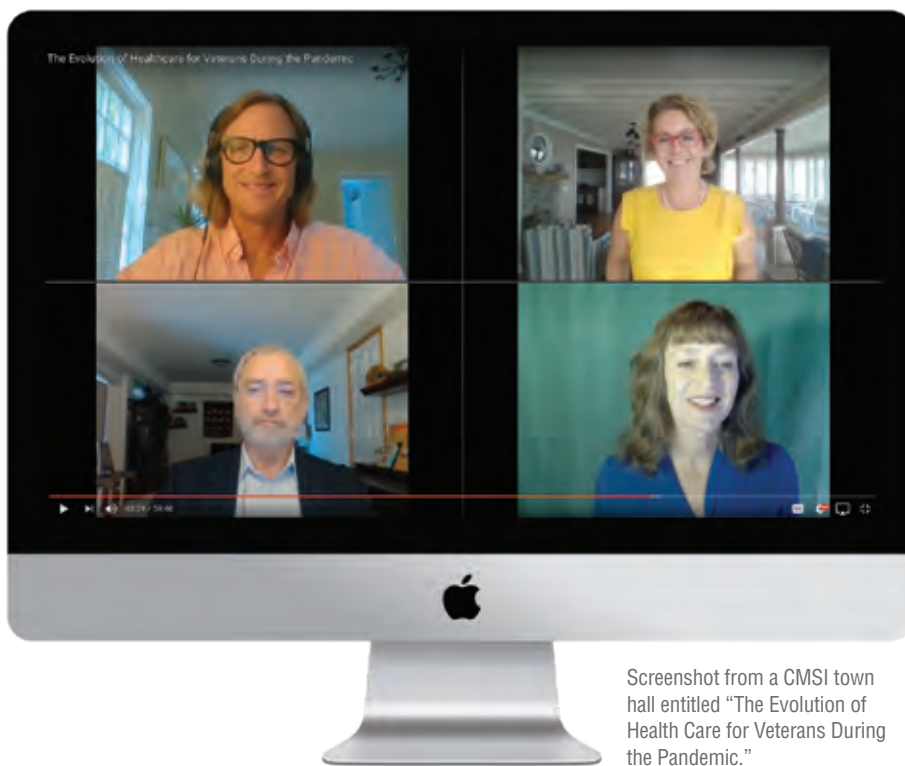 The Evolution of Healthcare for Veterans During the Pandemic
Screenshot from a CMSI town
hall entitled “The Evolution of
Health Care for Veterans During
the Pandemic.”